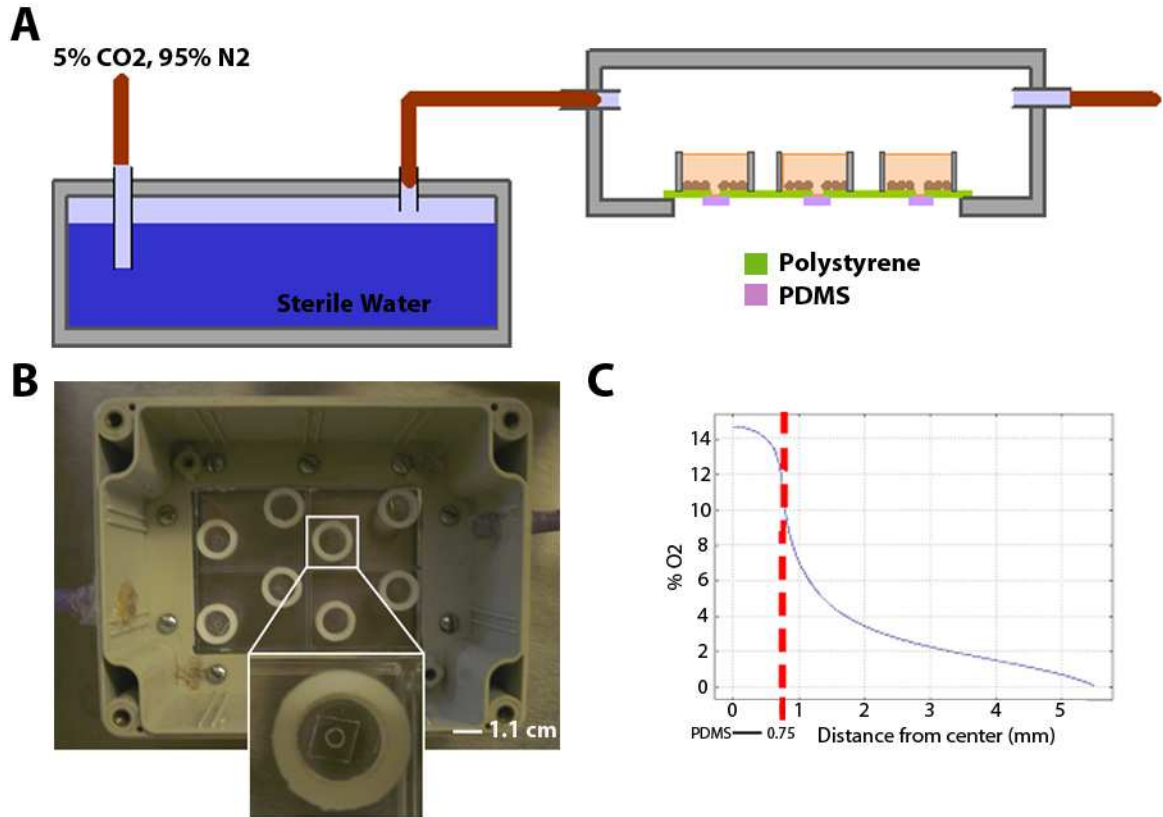 A
5% CO2, 95% N2
Sterile Water
Polystyrene
PDMS
B
1.1 cm
C
14
12
10
8
6
4
2
0
% O2
0 1 2 3 4 5
PDMS 0.75 Distance from center (mm)